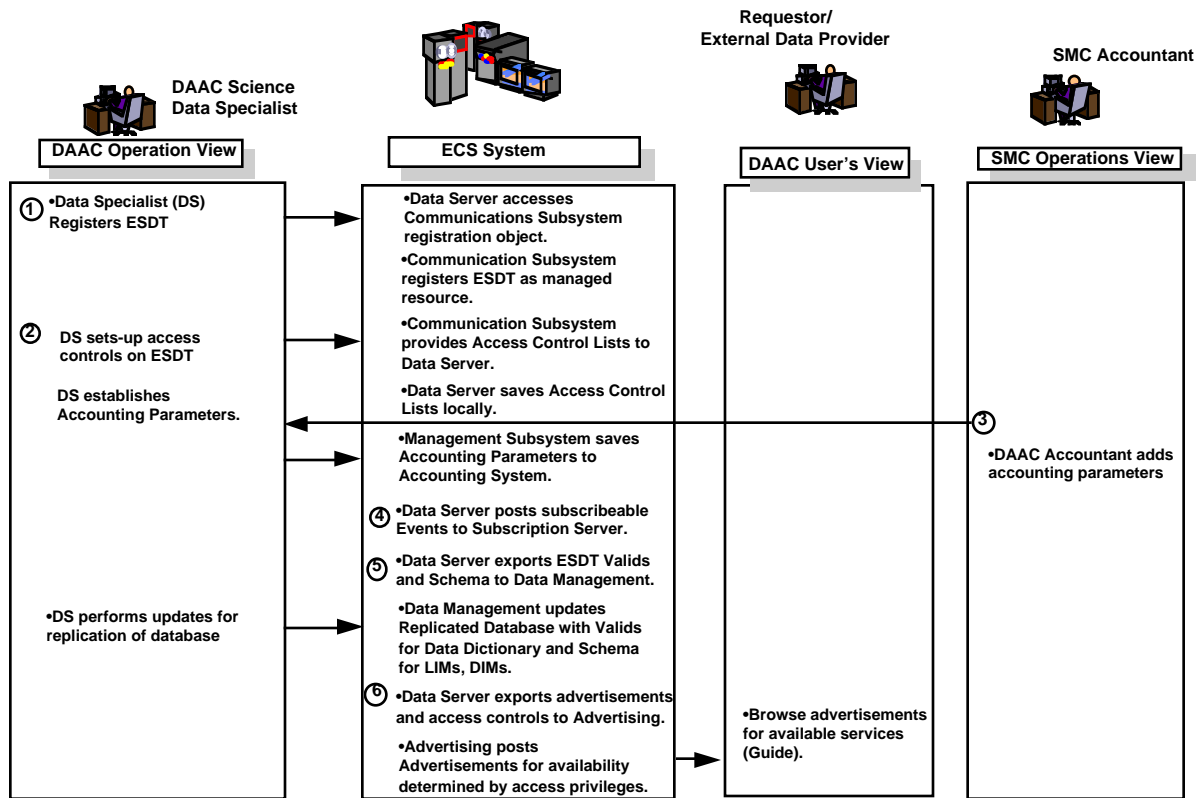 DAAC Science
Data Specialist
Requestor/
External Data Provider
SMC Accountant
DAAC Operation View
ECS System
DAAC User's View
SMC Operations View
1
•Data Specialist (DS)
Registers ESDT
2
DS sets-up access
controls on ESDT
DS establishes
Accounting Parameters.
•DS performs updates for
replication of database
•Data Server accesses
Communications Subsystem
registration object.
•Communication Subsystem
registers ESDT as managed
resource.
•Communication Subsystem
provides Access Control Lists to
Data Server.
•Data Server saves Access Control
Lists locally.
•Management Subsystem saves
Accounting Parameters to
Accounting System.
4
•Data Server posts subscribeable
Events to Subscription Server.
5
•Data Server exports ESDT Valids
and Schema to Data Management.
•Data Management updates
Replicated Database with Valids
for Data Dictionary and Schema
for LIMs, DIMs.
6
•Data Server exports advertisements
and access controls to Advertising.
•Advertising posts
Advertisements for availability
determined by access privileges.
•Browse advertisements
for available services
(Guide).
3
•DAAC Accountant adds
accounting parameters